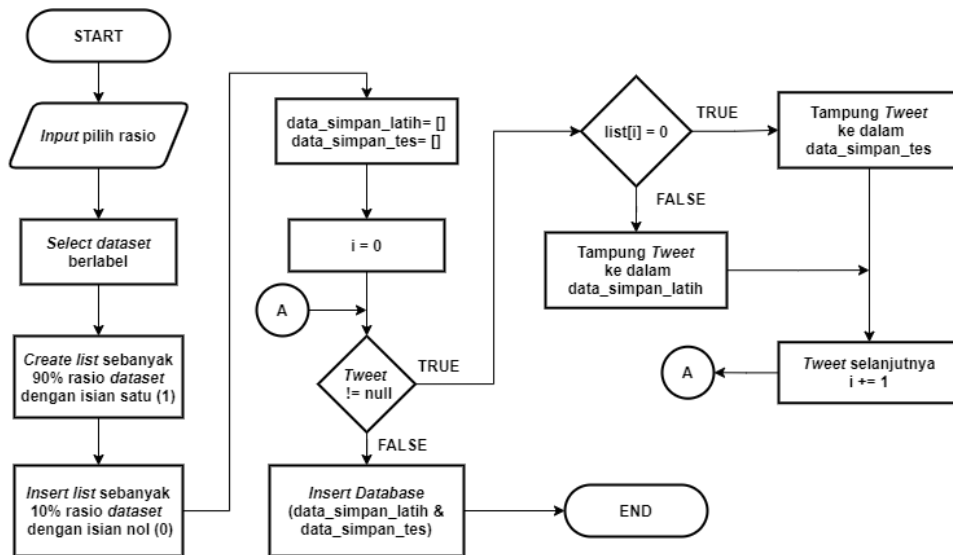 START
Input pilih rasio
Select dataset
berlabel
Create list sebanyak
90% rasio dataset
dengan isian satu (1)
Insert list sebanyak
10% rasio dataset
dengan isian nol (0)
data_simpan_latih= []
data_simpan_tes= []
i = 0
A
Tweet
!= null
TRUE
FALSE
Insert Database
(data_simpan_latih &
data_simpan_tes)
END
list[i] = 0
TRUE
FALSE
Tampung Tweet
ke dalam
data_simpan_tes
Tampung Tweet
ke dalam
data_simpan_latih
Tweet selanjutnya
i += 1
A